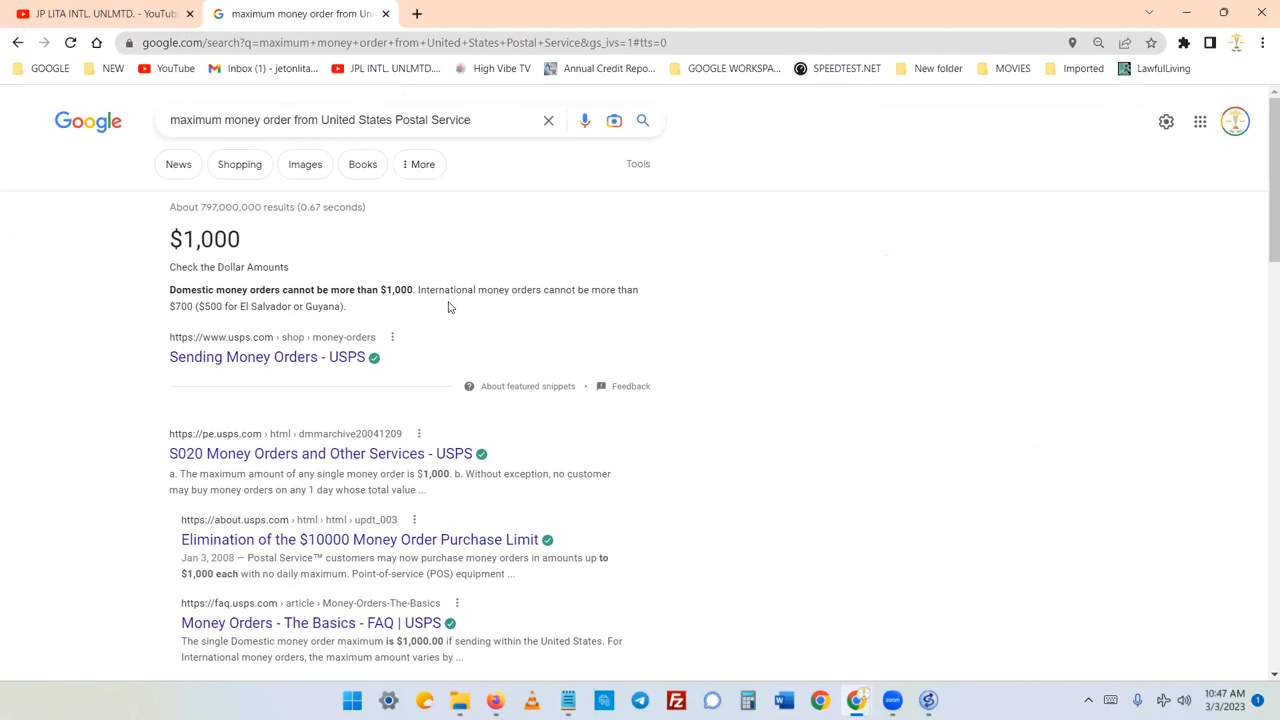 JP LITA INTL. UNLMTD. - YouTube
maximum money order from Uni
google.com/search?q=maximum+money+order+from+United+States+Postal+Service&gs_ivs=1#tts=0
GOOGLE
NEW
YouTube
Inbox (1) - jetonlita...
JPL INTL. UNLMTD....
High Vibe TV
Annual Credit Repo...
GOOGLE WORKSPA...
SPEEDTEST.NET
New folder
MOVIES
Imported
LawfulLiving
Google
maximum money order from United States Postal Service
News
Shopping
Images
Books
More
Tools
About 797,000,000 results (0.67 seconds)
$1,000
Check the Dollar Amounts
Domestic money orders cannot be more than $1,000. International money orders cannot be more than
$700 ($500 for El Salvador or Guyana).
https://www.usps.com › shop › money-orders
Sending Money Orders - USPS
About featured snippets
•
Feedback
https://pe.usps.com › html › dmmarchive20041209
S020 Money Orders and Other Services - USPS
a. The maximum amount of any single money order is $1,000. b. Without exception, no customer
may buy money orders on any 1 day whose total value ...
https://about.usps.com › html › html › updt_003
Elimination of the $10000 Money Order Purchase Limit
Jan 3, 2008 — Postal Service™ customers may now purchase money orders in amounts up to
$1,000 each with no daily maximum. Point-of-service (POS) equipment ...
https://faq.usps.com › article › Money-Orders-The-Basics
Money Orders - The Basics - FAQ | USPS
The single Domestic money order maximum is $1,000.00 if sending within the United States. For
International money orders, the maximum amount varies by ...
zoom
10:47 AM
3/3/2023
1